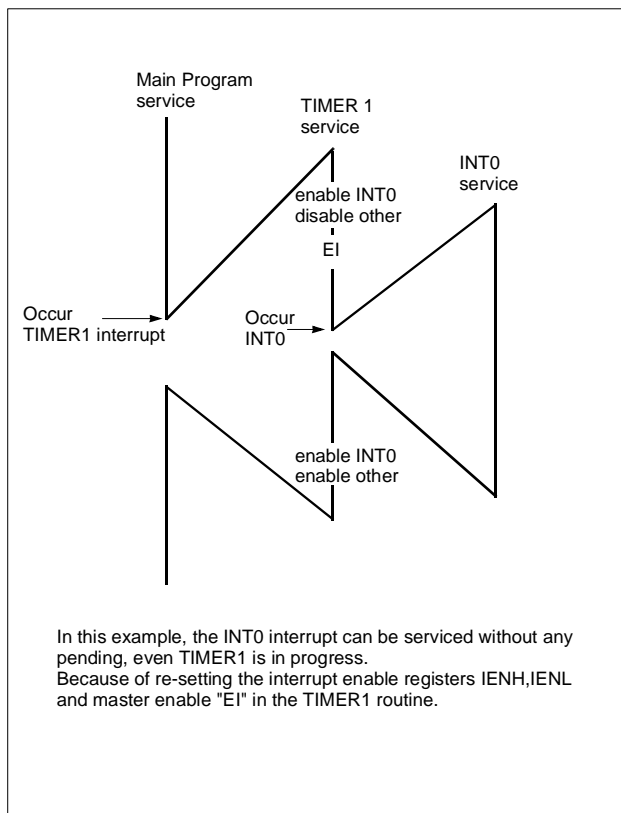 Main Program
service
TIMER 1
service
INT0
service
enable INT0
disable other
EI
Occur
TIMER1 interrupt
Occur
INT0
enable INT0
enable other
In this example, the INT0 interrupt can be serviced without any
pending, even TIMER1 is in progress.
Because of re-setting the interrupt enable registers IENH,IENL
and master enable "EI" in the TIMER1 routine.